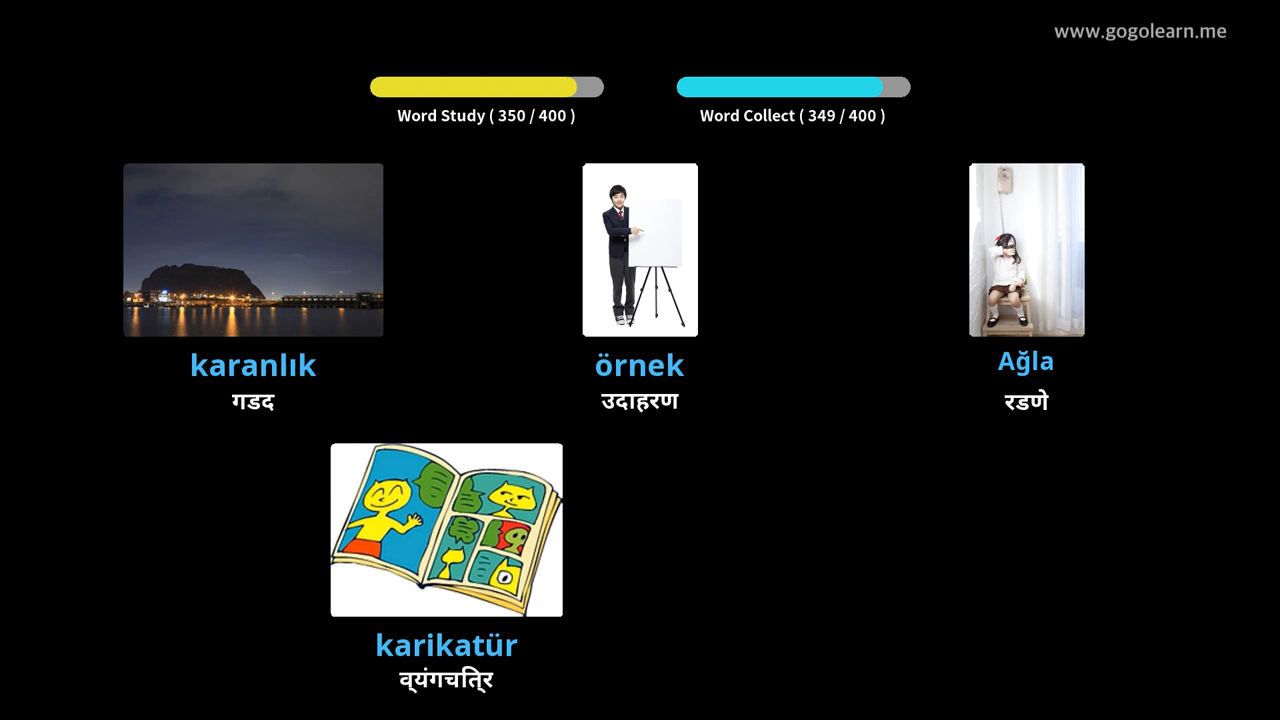 www.gogolearn.me
Word Study ( 350 / 400 )
Word Collect ( 349 / 400 )
karanlık
गडद
örnek
उदाहरण
Ağla
रडणे
karikatür
व्यंगचित्र